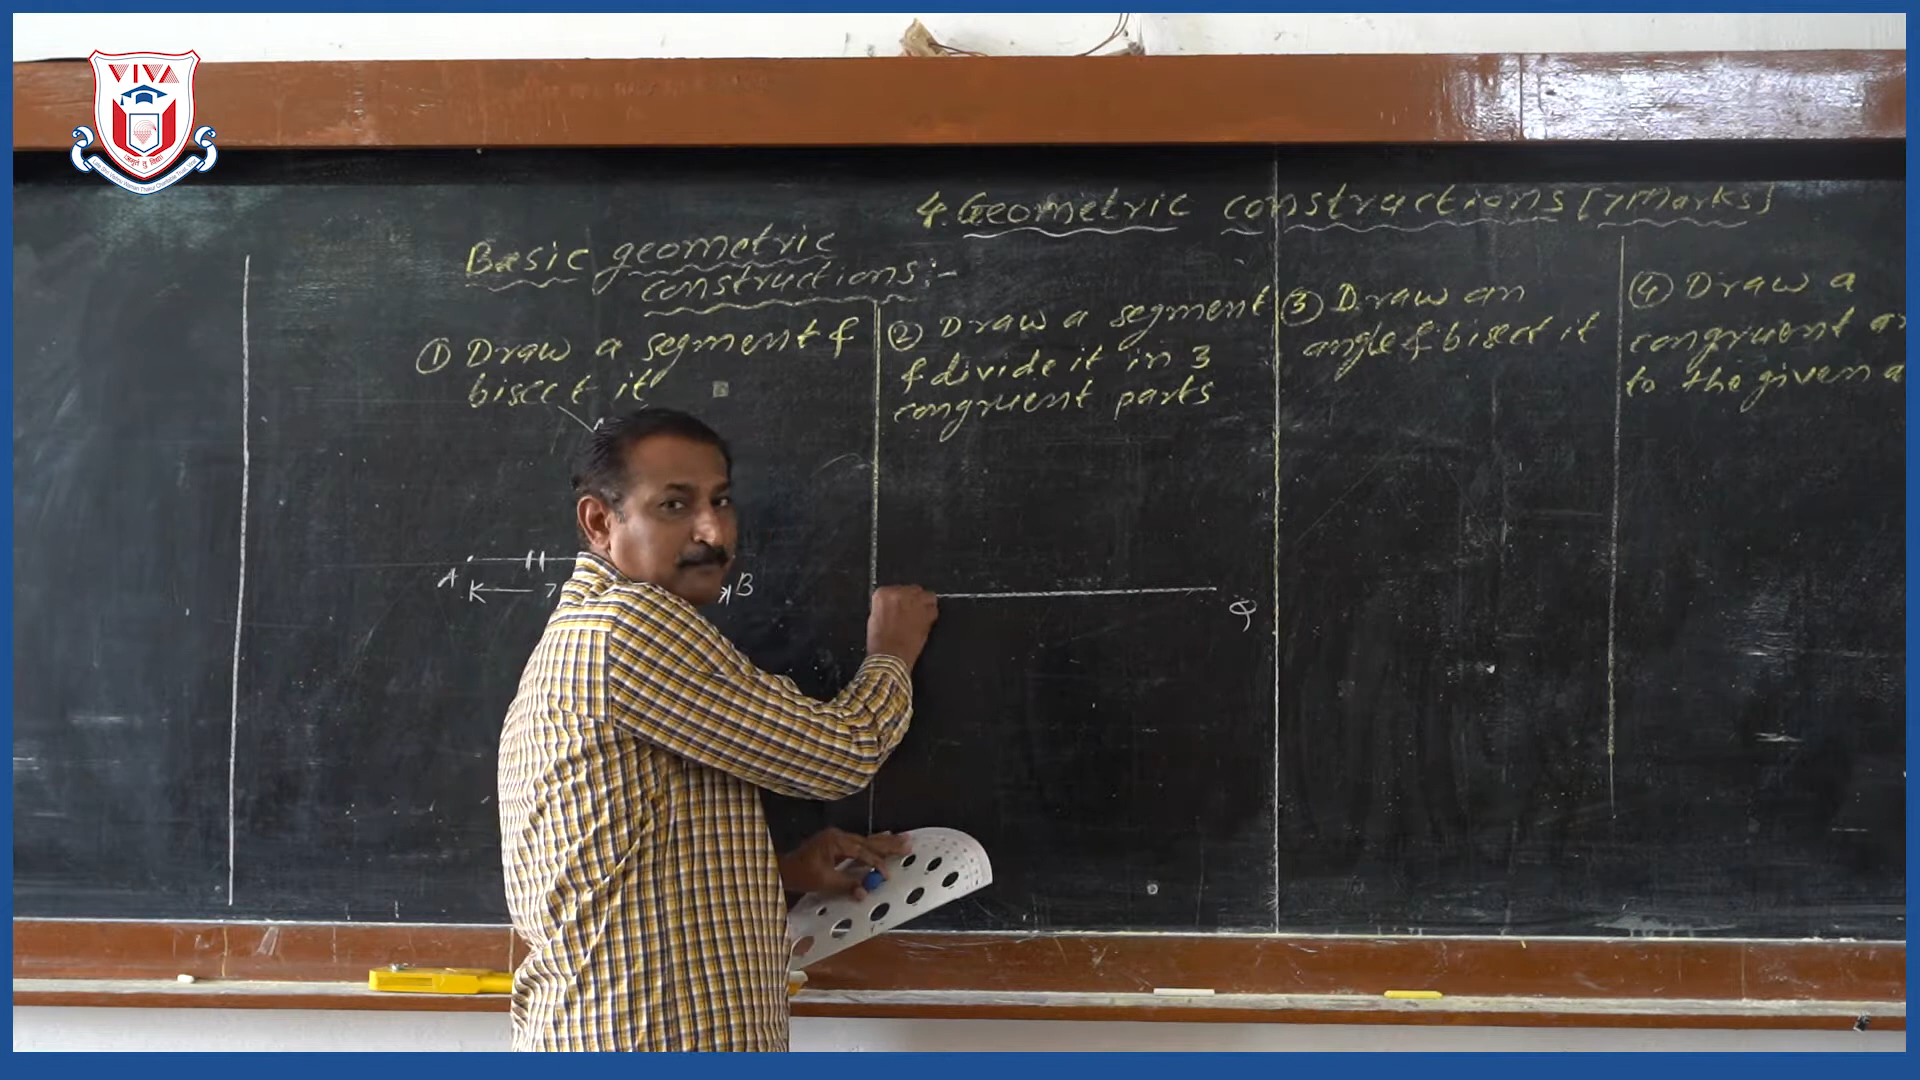 VIVA
4. Geometric constructions [7 Marks]
Basic geometric
constructions:-
① Draw a segment &
bisect it
A
B
② Draw a segment
& divide it in 3
congruent parts
Q
③ Draw an
angle & bisect it
④ Draw a
congruent
to the given